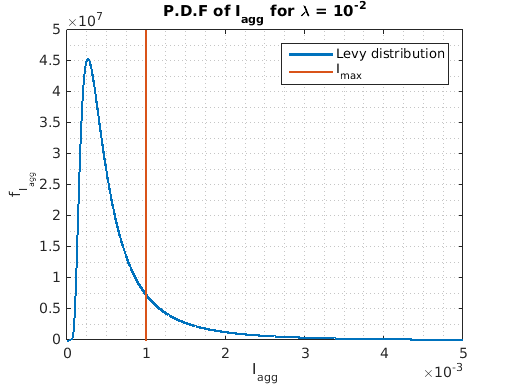 P.D.F of I_agg for λ = 10^-2
×10^7
5
4.5
4
3.5
3
2.5
2
1.5
1
0.5
0
f_I_agg
Levy distribution
I_max
0 1 2 3 4 5
×10^-3
I_agg